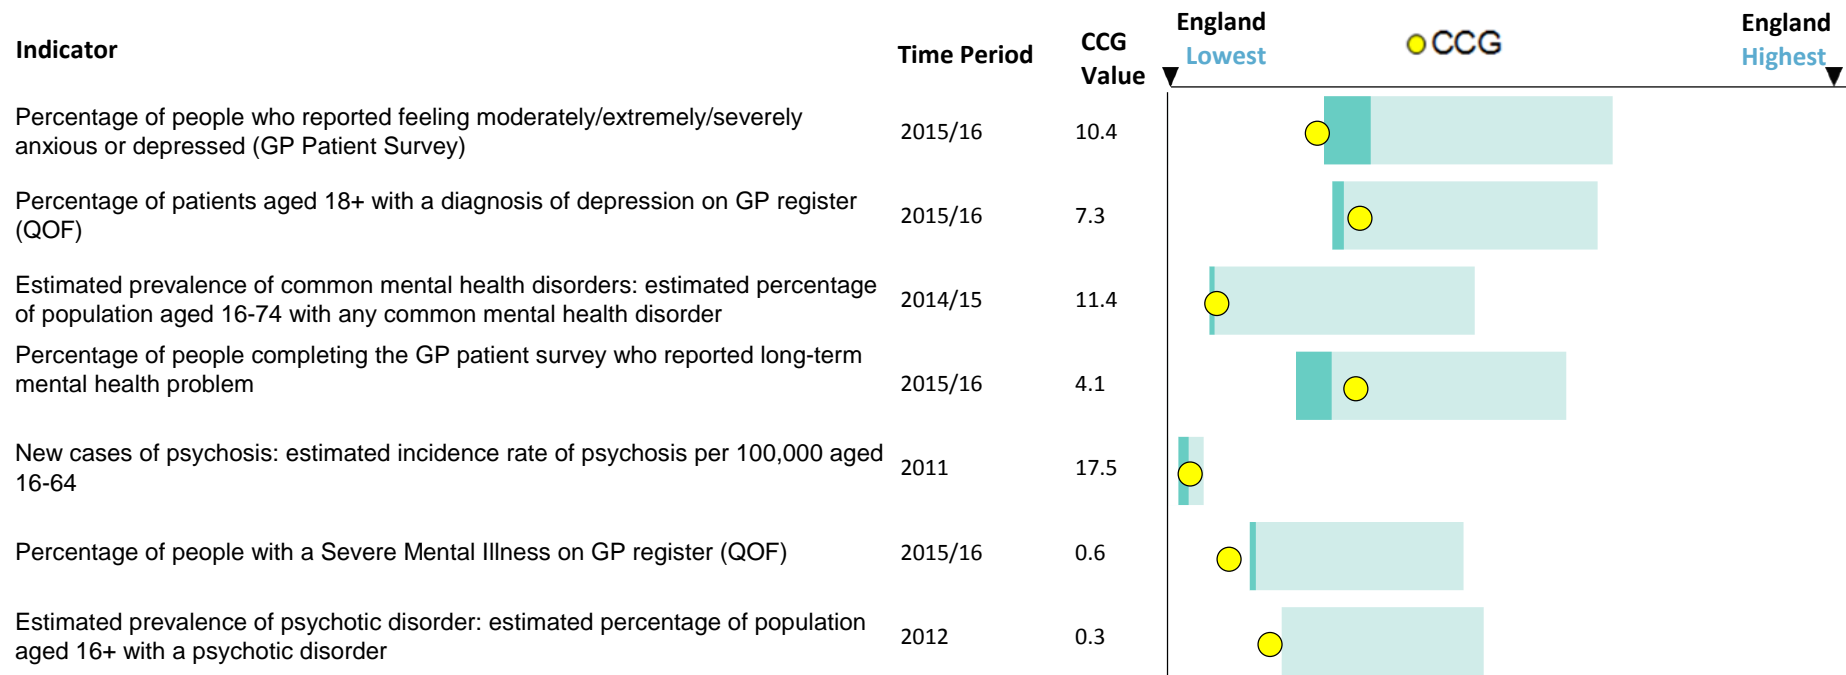 Indicator
Time Period
CCG
Value
England
Lowest
CCG
England
Highest
Percentage of people who reported feeling moderately/extremely/severely
anxious or depressed (GP Patient Survey)
2015/16
10.4
Percentage of patients aged 18+ with a diagnosis of depression on GP register
(QOF)
2015/16
7.3
Estimated prevalence of common mental health disorders: estimated percentage
of population aged 16-74 with any common mental health disorder
2014/15
11.4
Percentage of people completing the GP patient survey who reported long-term
mental health problem
2015/16
4.1
New cases of psychosis: estimated incidence rate of psychosis per 100,000 aged
16-64
2011
17.5
Percentage of people with a Severe Mental Illness on GP register (QOF)
2015/16
0.6
Estimated prevalence of psychotic disorder: estimated percentage of population
aged 16+ with a psychotic disorder
2012
0.3